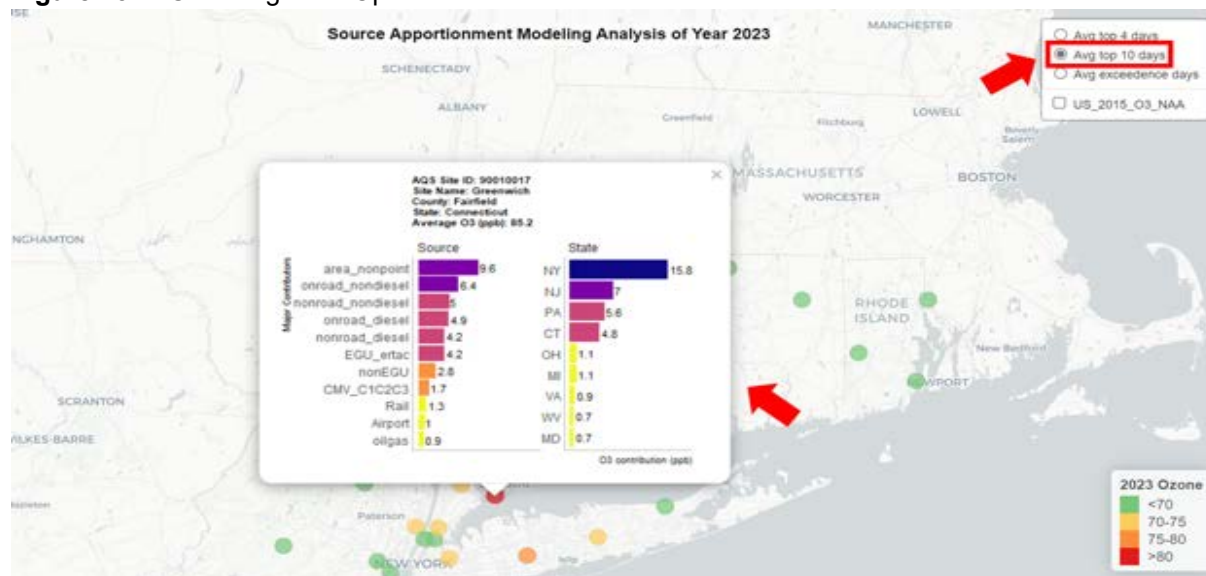 Source Apportionment Modeling Analysis of Year 2023
MANCHESTER
Avg top 4 days
Avg top 10 days
Avg exceedence days
US_2015_O3_NAA
SCHENECTADY
ALBANY
Greenfield
Fitchburg
LOWELL
Beverly
Salem
MASSACHUSETTS
BOSTON
WORCESTER
NGHAMTON
AQS Site ID: 90010017
Site Name: Greenwich
County: Fairfield
State: Connecticut
Average O3 (ppb): 85.2
×
Source
State
Major Contributors
area_nonpoint 9.6
onroad_nondiesel 6.4
nonroad_nondiesel 5
onroad_diesel 4.9
nonroad_diesel 4.2
EGU_ertac 4.2
nonEGU 2.8
CMV_C1C2C3 1.7
Rail 1.3
Airport 1
oilgas 0.9
NY 15.8
NJ 7
PA 5.6
CT 4.8
OH 1.1
MI 1.1
VA 0.9
WV 0.7
MD 0.7
O3 contribution (ppb)
RHODE
ISLAND
New Bedford
NEWPORT
SCRANTON
WILKES-BARRE
Hazleton
Paterson
NEW YORK
2023 Ozone
<70
70-75
75-80
>80